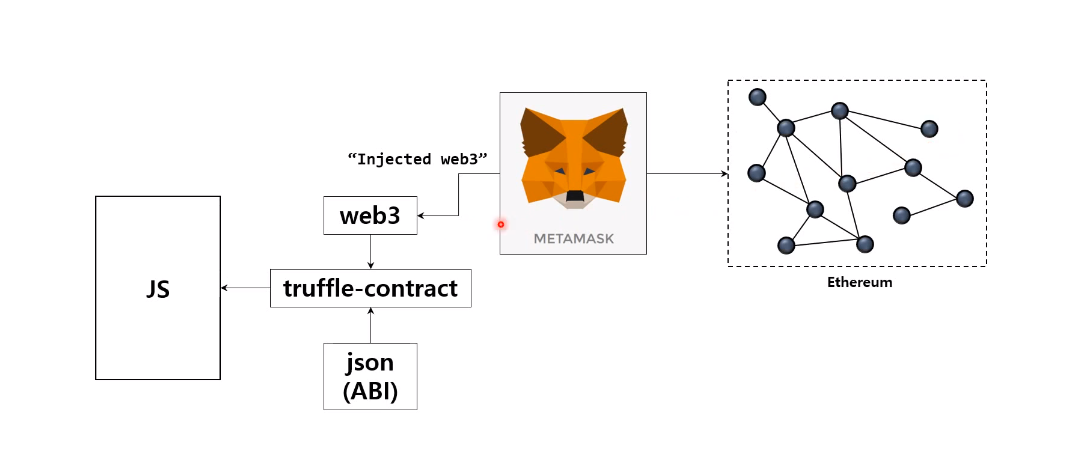 “Injected web3”
web3
METAMASK
JS
truffle-contract
Ethereum
json
(ABI)